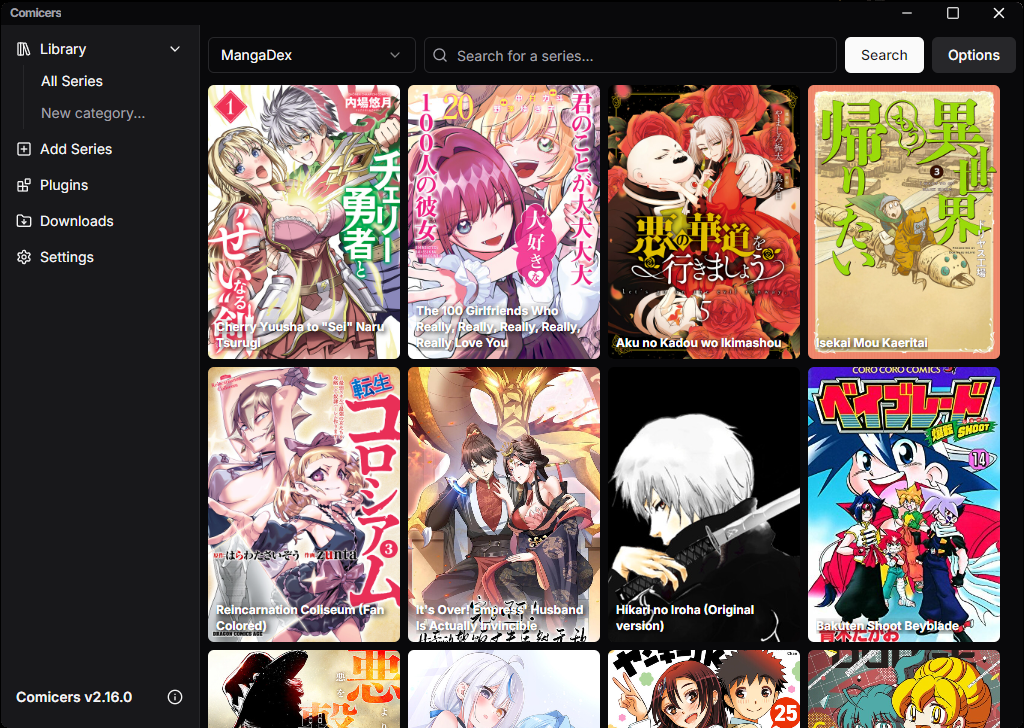 Comicers
Library
All Series
New category...
Add Series
Plugins
Downloads
Settings
Comicers v2.16.0
MangaDex
Search for a series...
Search
Options
1
内場悠月
チェリー
勇者と
"せいなる"剣
Cherry Yuusha to "Sei" Naru
Tsurugi
20
君のことが大大大大
大好きな
100人の彼女
The 100 Girlfriends Who
Really, Really, Really, Really,
Really Love You
悪の華道を
行きましょう
5
Aku no Kadou wo Ikimashou
異世界
帰りたい
3
Isekai Mou Kaeritai
転生
コロシアム
3
原作 はらわたさいぞう 作画 zunta
DRAGON COMICS AGE
Reincarnation Coliseum (Fan
Colored)
It's Over! Empress' Husband
Is Actually Invincible
Hikari no Iroha (Original
version)
CORO CORO COMICS
ベイブレード
爆転 SHOOT
14
青木たかお
Bakuten Shoot Beyblade
悪
25